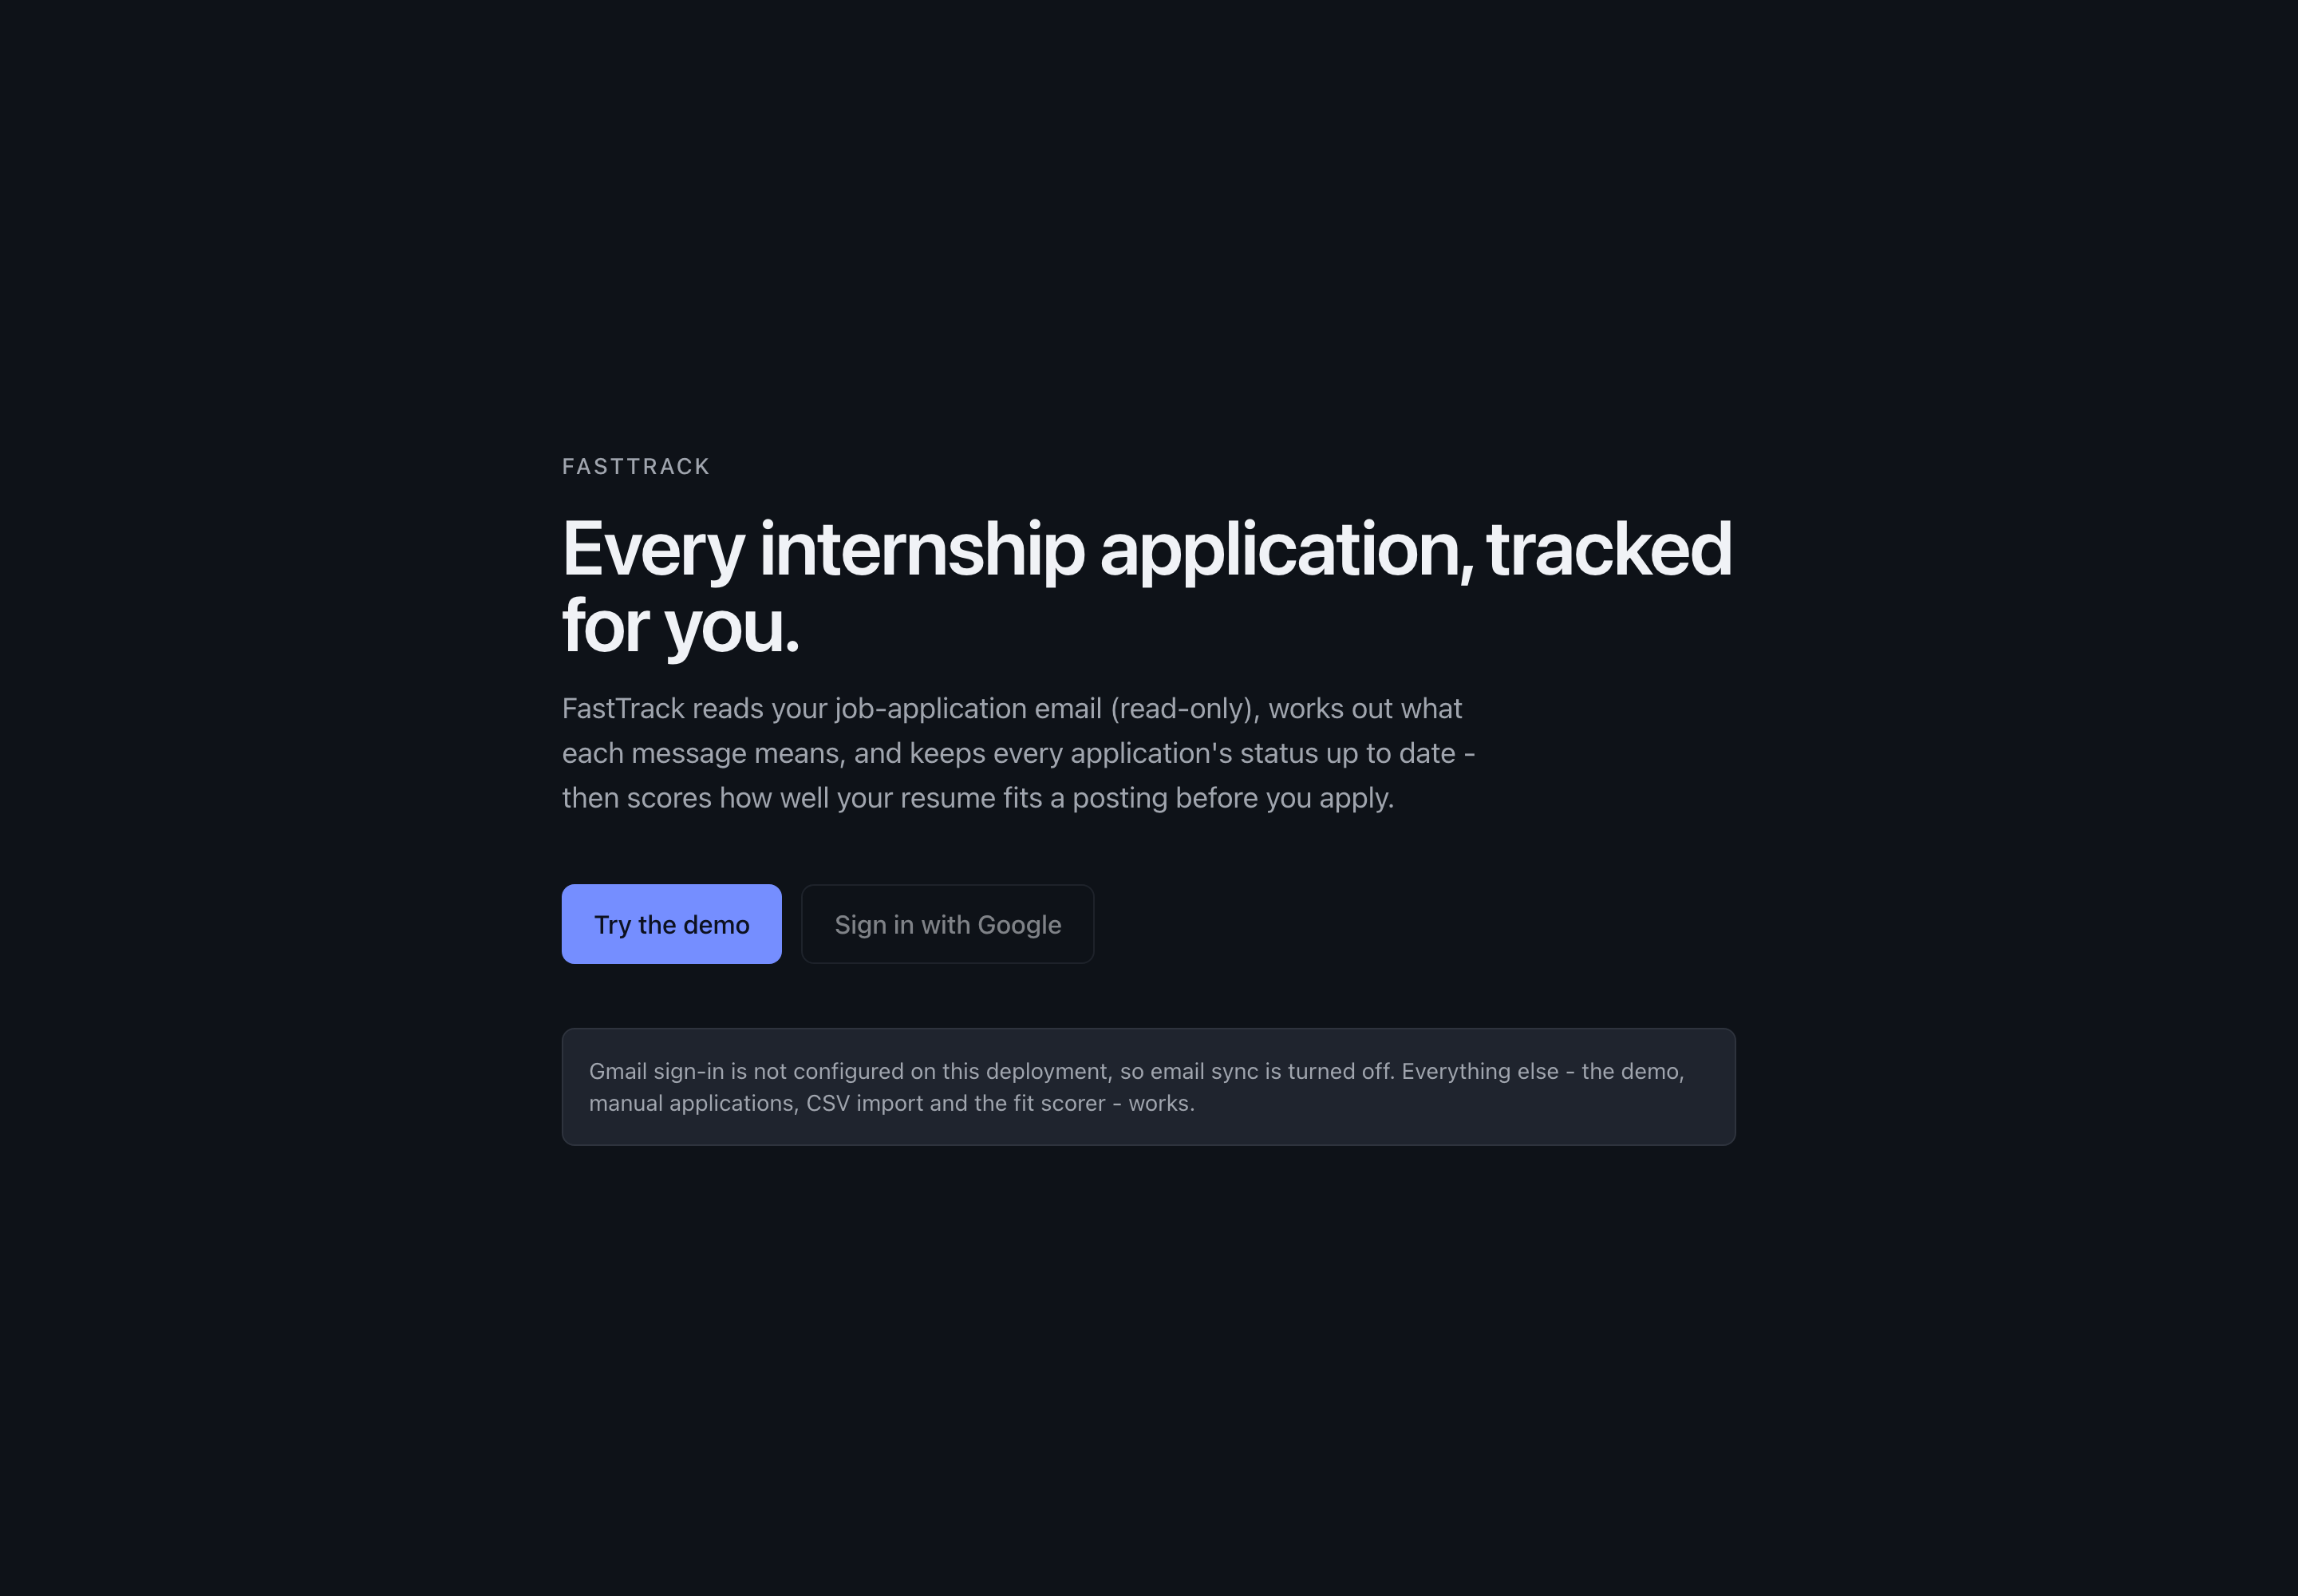 FASTTRACK
Every internship application, tracked
for you.
FastTrack reads your job-application email (read-only), works out what
each message means, and keeps every application's status up to date -
then scores how well your resume fits a posting before you apply.
Try the demo
Sign in with Google
Gmail sign-in is not configured on this deployment, so email sync is turned off. Everything else - the demo,
manual applications, CSV import and the fit scorer - works.